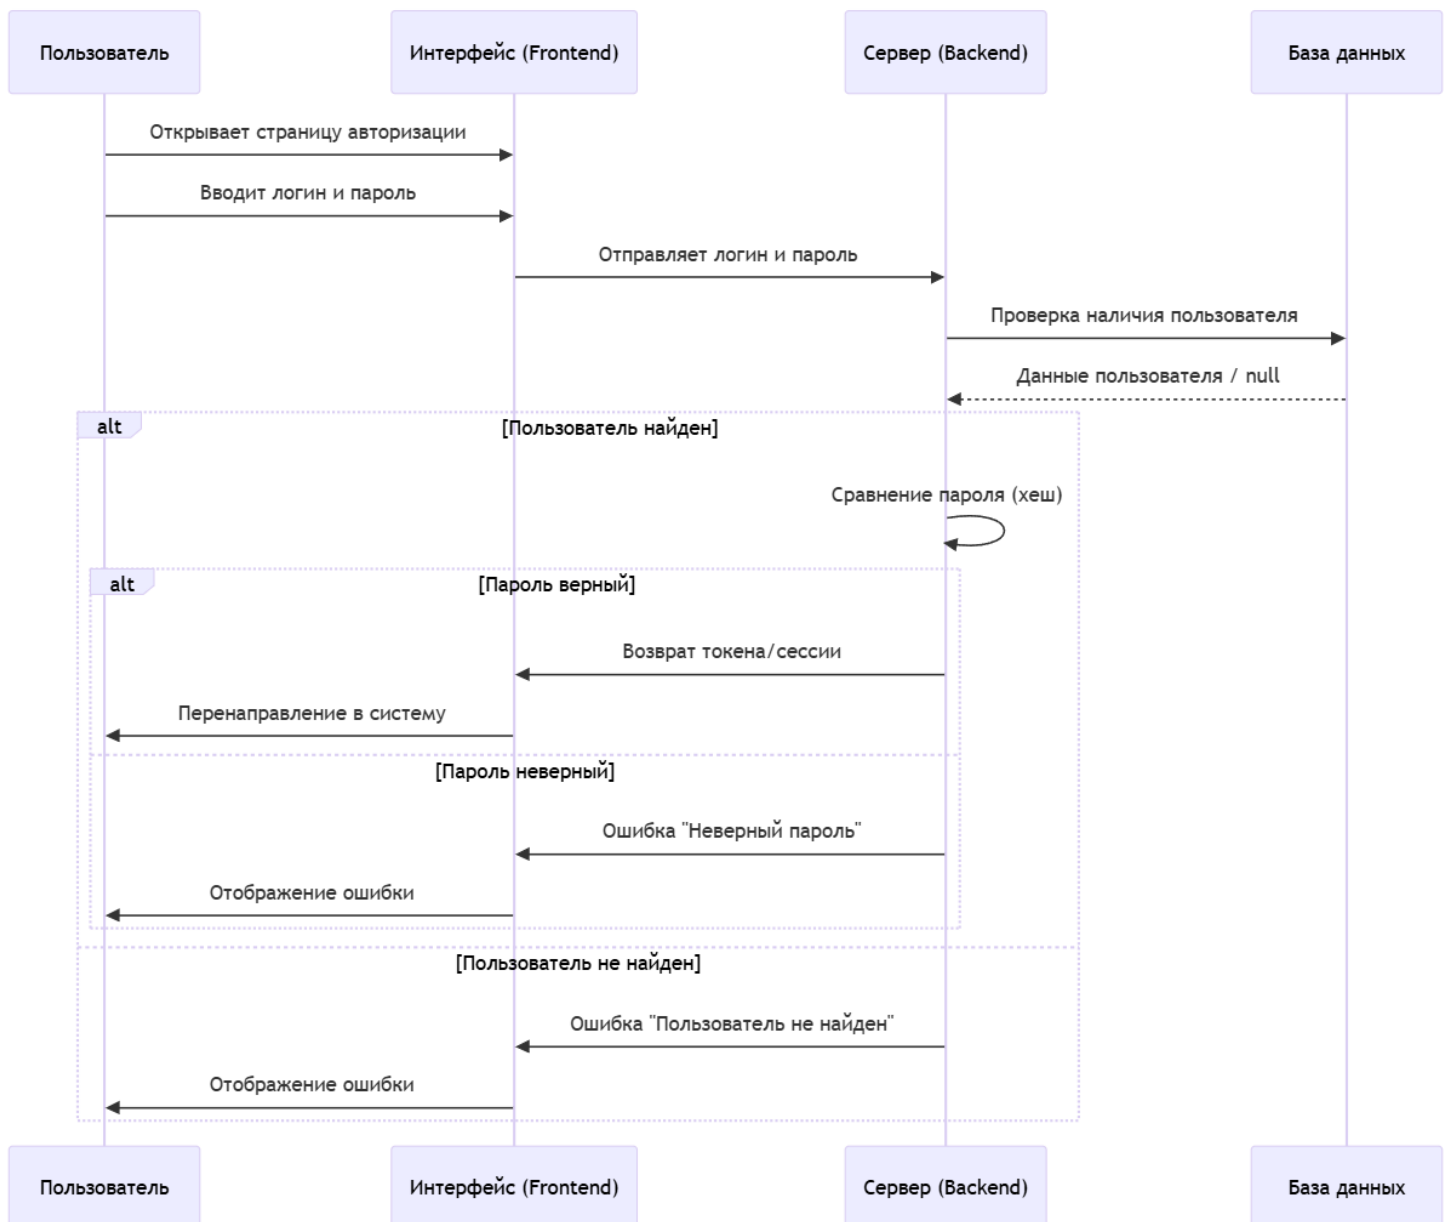 Пользователь
Интерфейс (Frontend)
Сервер (Backend)
База данных
Открывает страницу авторизации
Вводит логин и пароль
Отправляет логин и пароль
Проверка наличия пользователя
Данные пользователя / null
alt
[Пользователь найден]
Сравнение пароля (хеш)
alt
[Пароль верный]
Возврат токена/сессии
Перенаправление в систему
[Пароль неверный]
Ошибка "Неверный пароль"
Отображение ошибки
[Пользователь не найден]
Ошибка "Пользователь не найден"
Отображение ошибки
Пользователь
Интерфейс (Frontend)
Сервер (Backend)
База данных